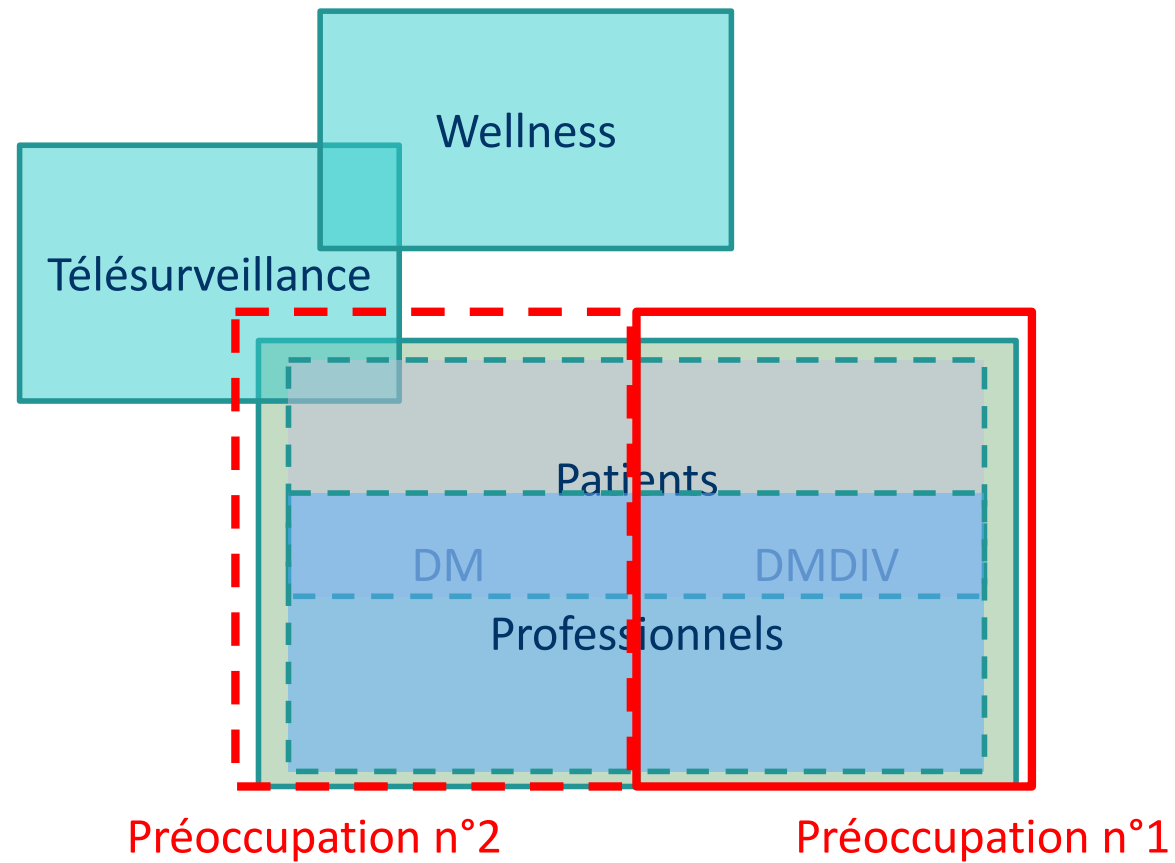 Wellness
Télésurveillance
Patients
DM
DMDIV
Professionnels
Préoccupation n°2
Préoccupation n°1